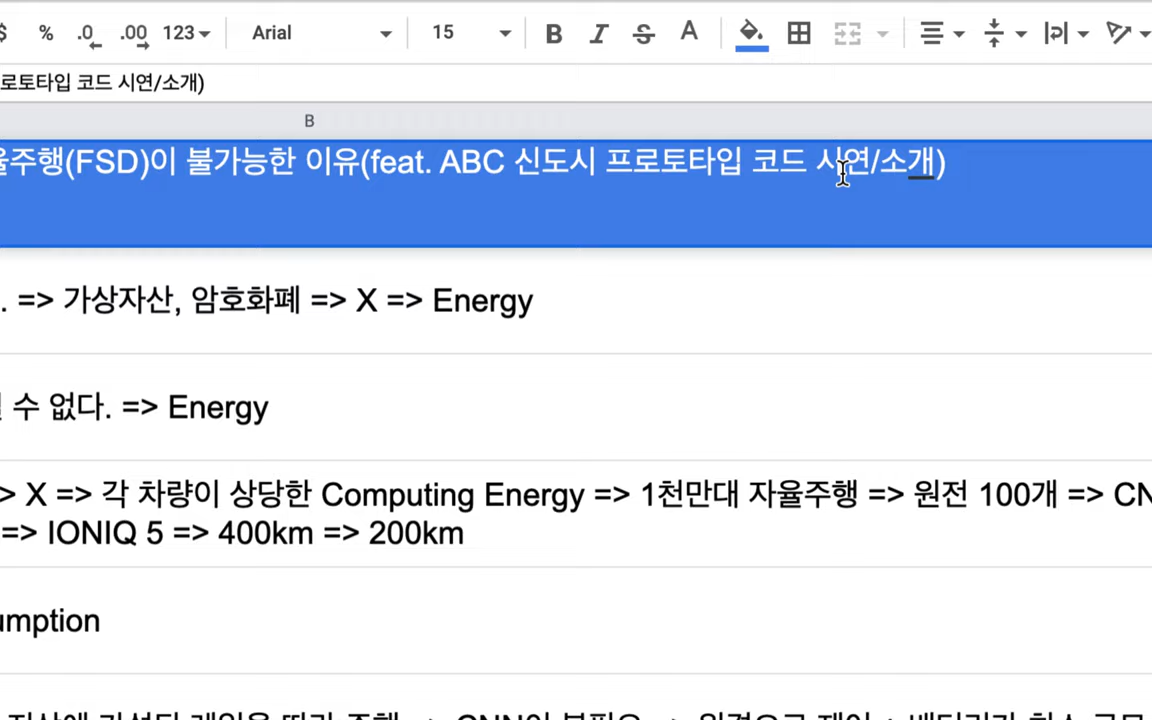 % .0 .00 123 Arial 15 B I S A
로토타입 코드 시연/소개)
B
율주행(FSD)이 불가능한 이유(feat. ABC 신도시 프로토타입 코드 시연/소개)
. => 가상자산, 암호화폐 => X => Energy
수 없다. => Energy
> X => 각 차량이 상당한 Computing Energy => 1천만대 자율주행 => 원전 100개 => CN
=> IONIQ 5 => 400km => 200km
umption